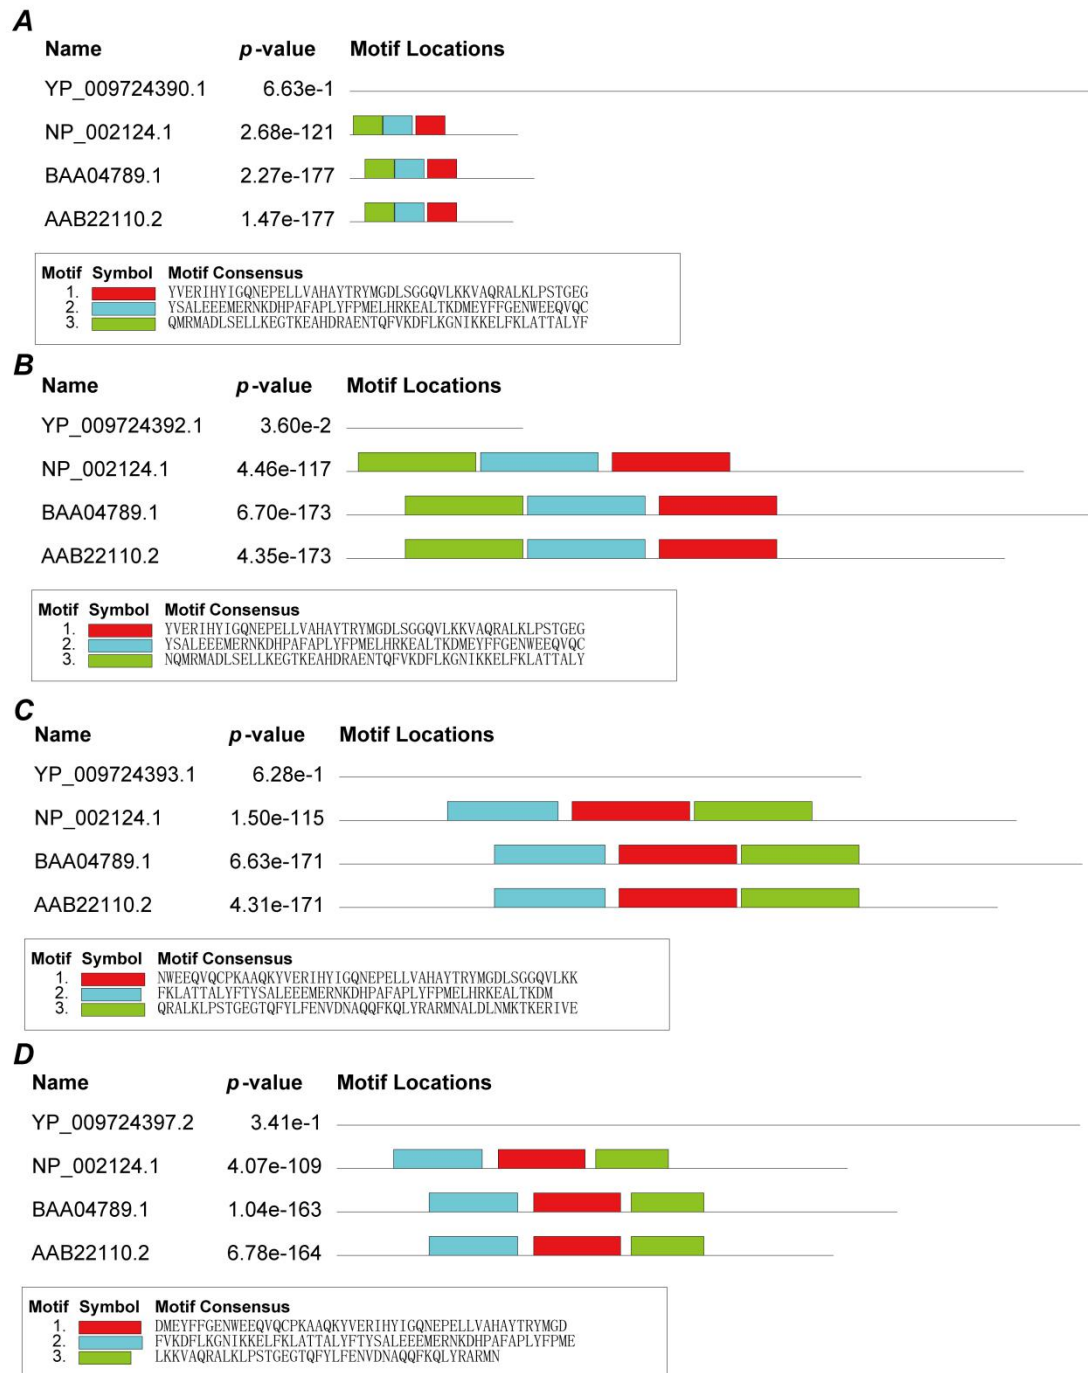 A
Name p-value Motif Locations
YP_009724390.1 6.63e-1
NP_002124.1 2.68e-121
BAA04789.1 2.27e-177
AAB22110.2 1.47e-177
Motif Symbol Motif Consensus
1. YVERIHYIGQNEPELLVAHAYTRYMGDLSGGQVLKKVAQRALKLPSTGEG
2. YSALEEEMERNKDHPAFAPLYFPMELHRKEALTKDMEYFFGENWEEQVQC
3. QMRMADLSELLKEGTKEAHDRAENTQFVKDFLKGNIKKELFKLATTALYF
B
Name p-value Motif Locations
YP_009724392.1 3.60e-2
NP_002124.1 4.46e-117
BAA04789.1 6.70e-173
AAB22110.2 4.35e-173
Motif Symbol Motif Consensus
1. YVERIHYIGQNEPELLVAHAYTRYMGDLSGGQVLKKVAQRALKLPSTGEG
2. YSALEEEMERNKDHPAFAPLYFPMELHRKEALTKDMEYFFGENWEEQVQC
3. NQMRMADLSELLKEGTKEAHDRAENTQFVKDFLKGNIKKELFKLATTALY
C
Name p-value Motif Locations
YP_009724393.1 6.28e-1
NP_002124.1 1.50e-115
BAA04789.1 6.63e-171
AAB22110.2 4.31e-171
Motif Symbol Motif Consensus
1. NWEEQVQCPKAAQKYVERIHYIGQNEPELLVAHAYTRYMGDLSGGQVLKK
2. FKLATTALYFTYSALEEEMERNKDHPAFAPLYFPMELHRKEALTKDM
3. QRALKLPSTGEGTQFYLFENVDNAQQFKQLYRARMNALDLNMKTKERIVE
D
Name p-value Motif Locations
YP_009724397.2 3.41e-1
NP_002124.1 4.07e-109
BAA04789.1 1.04e-163
AAB22110.2 6.78e-164
Motif Symbol Motif Consensus
1. DMEYFFGENWEEQVQCPKAAQKYVERIHYIGQNEPELLVAHAYTRYMGD
2. FVKDFLKGNIKKELFKLATTALYFTYSALEEEMERNKDHPAFAPLYFPME
3. LKKVAQRALKLPSTGEGTQFYLFENVDNAQQFKQLYRARMN